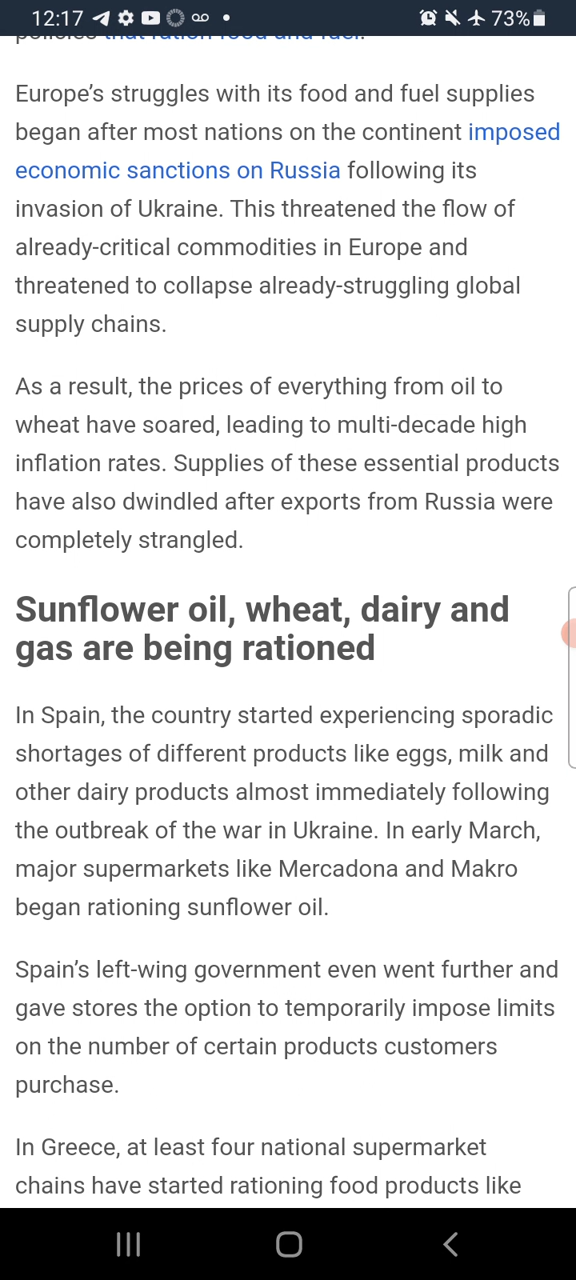 12:17
73%
policies that ration food and fuel.
Europe’s struggles with its food and fuel supplies
began after most nations on the continent imposed
economic sanctions on Russia following its
invasion of Ukraine. This threatened the flow of
already-critical commodities in Europe and
threatened to collapse already-struggling global
supply chains.
As a result, the prices of everything from oil to
wheat have soared, leading to multi-decade high
inflation rates. Supplies of these essential products
have also dwindled after exports from Russia were
completely strangled.
Sunflower oil, wheat, dairy and
gas are being rationed
In Spain, the country started experiencing sporadic
shortages of different products like eggs, milk and
other dairy products almost immediately following
the outbreak of the war in Ukraine. In early March,
major supermarkets like Mercadona and Makro
began rationing sunflower oil.
Spain’s left-wing government even went further and
gave stores the option to temporarily impose limits
on the number of certain products customers
purchase.
In Greece, at least four national supermarket
chains have started rationing food products like